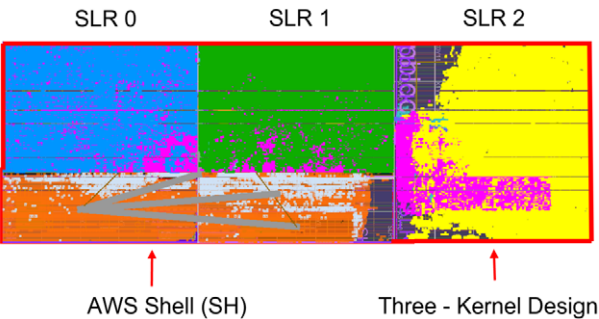 SLR 0
SLR 1
SLR 2
AWS Shell (SH)
Three - Kernel Design